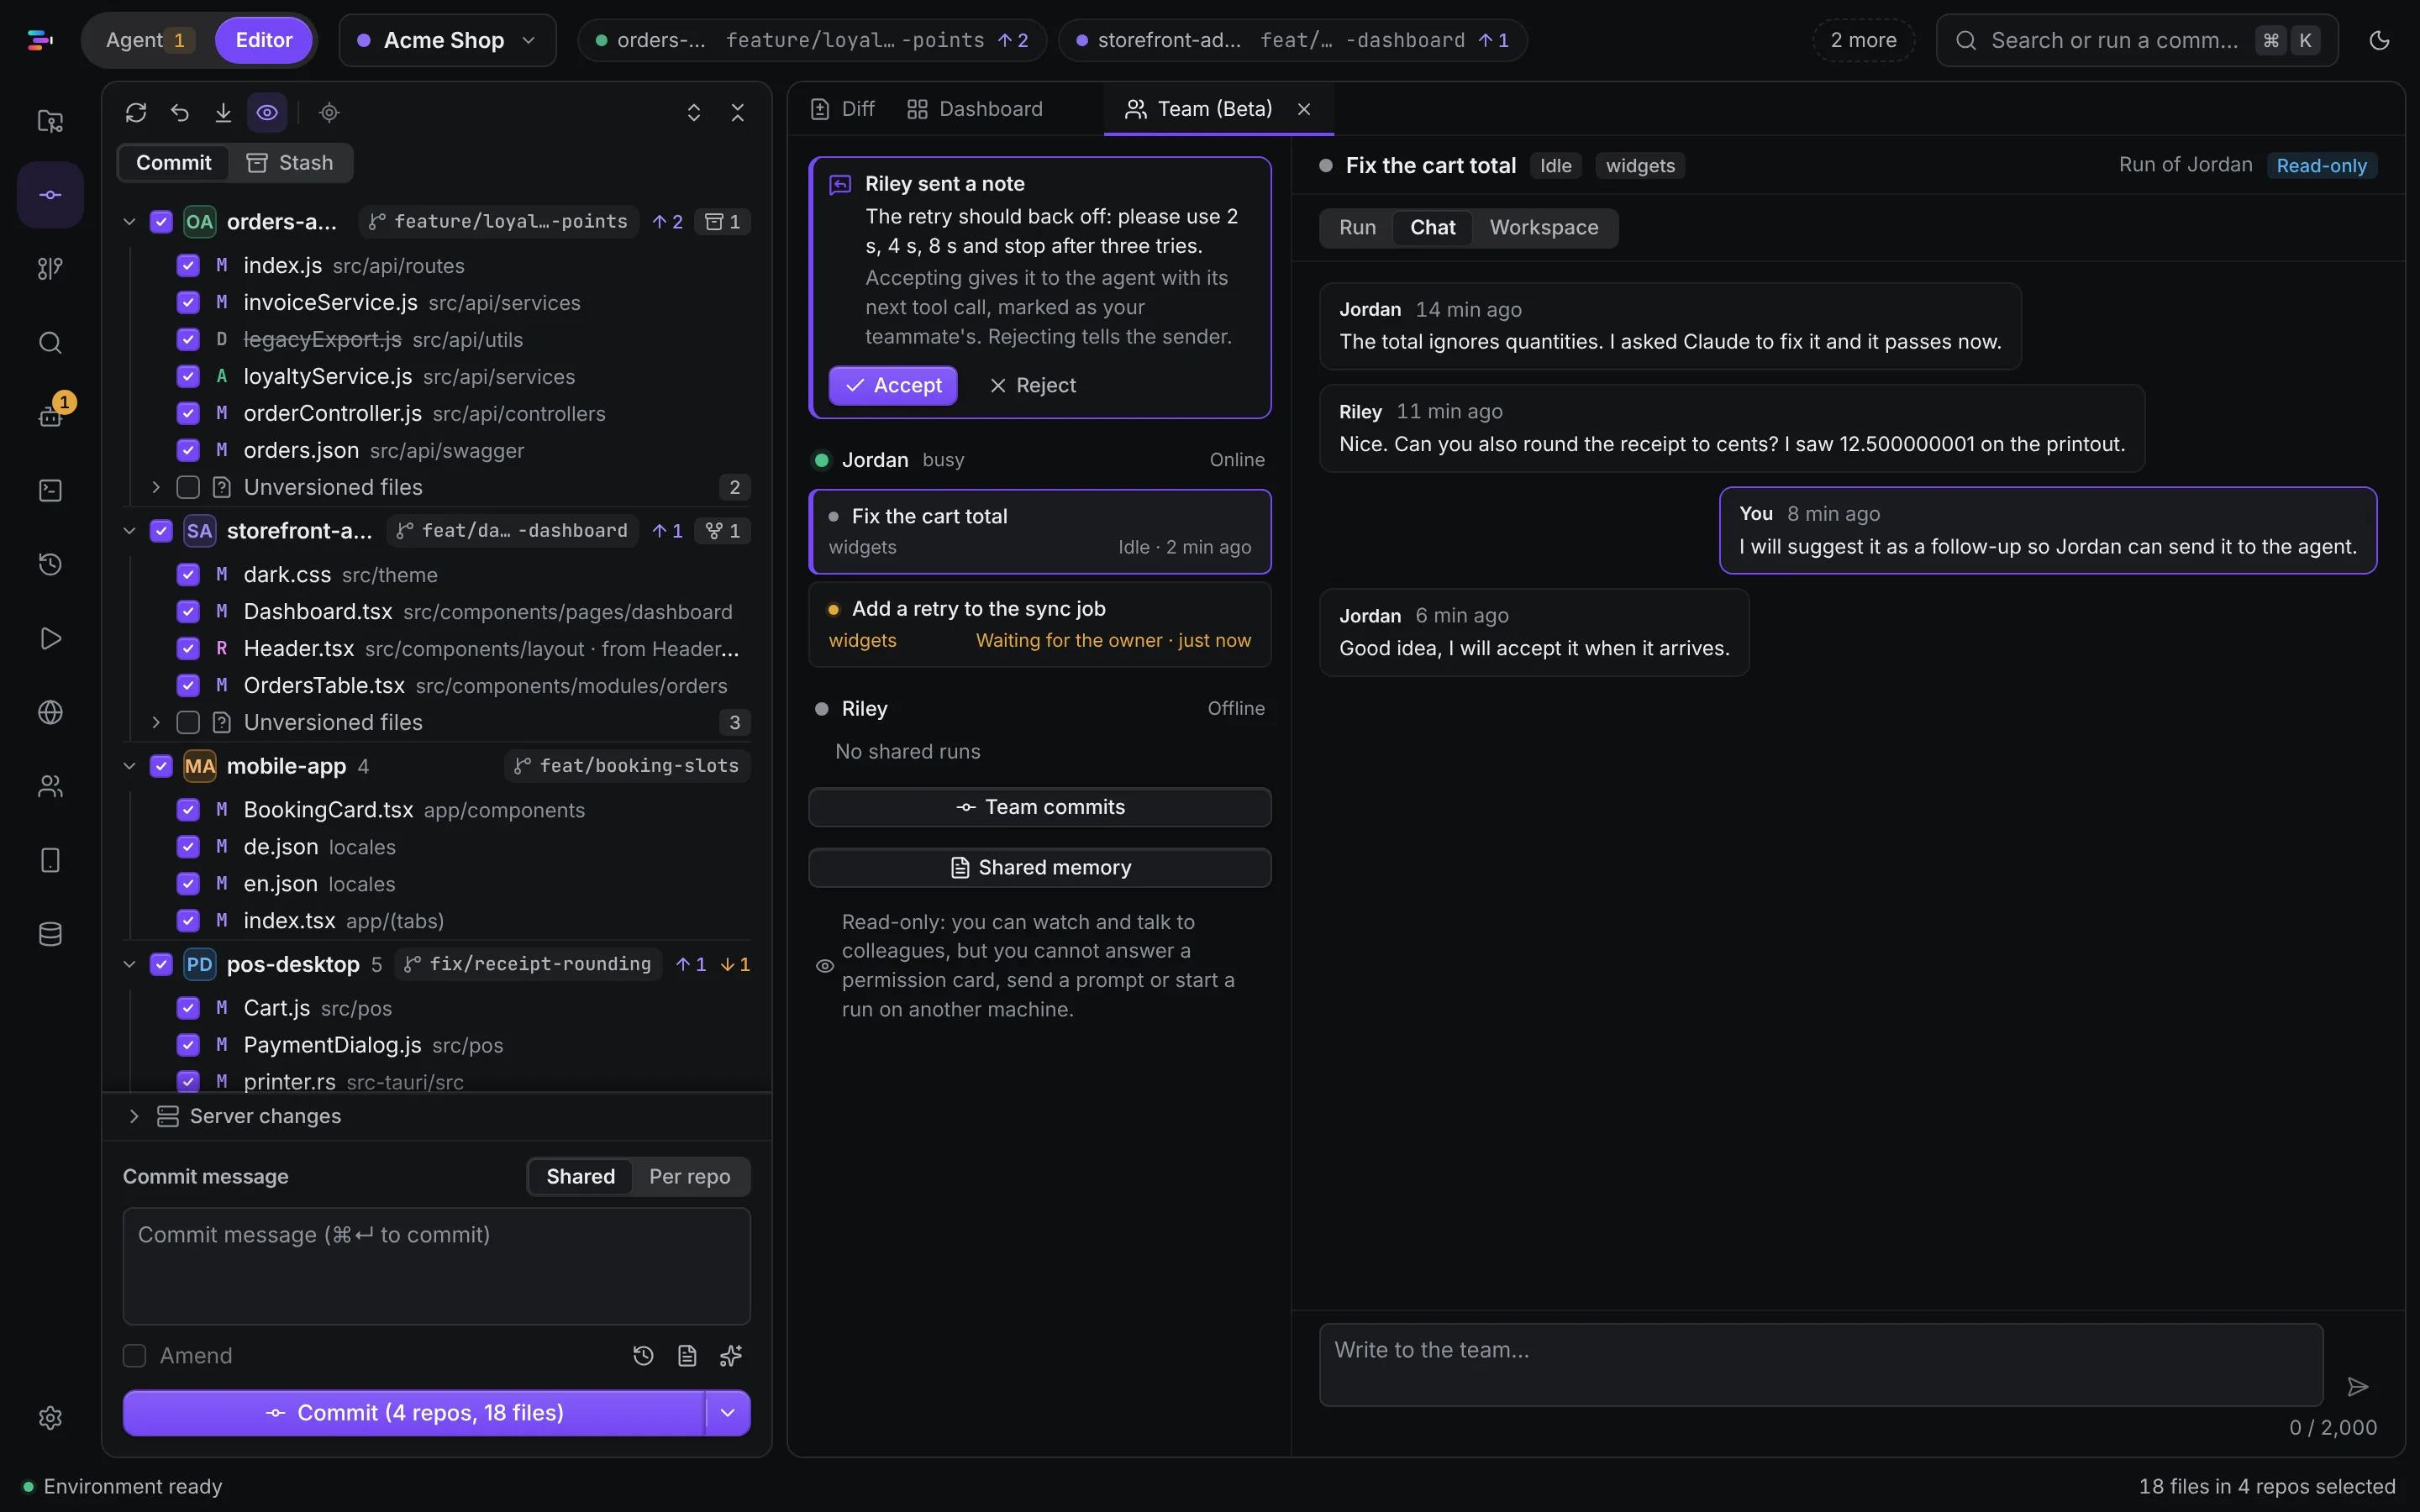 Agent 1 Editor Acme Shop orders-... feature/loyal…-points ↑2 storefront-ad... feat/… -dashboard ↑1 2 more Search or run a comm... ⌘ K
Commit Stash
OA orders-a... feature/loyal…-points ↑2 1
M index.js src/api/routes
M invoiceService.js src/api/services
D legacyExport.js src/api/utils
A loyaltyService.js src/api/services
M orderController.js src/api/controllers
M orders.json src/api/swagger
Unversioned files 2
SA storefront-a... feat/da… -dashboard ↑1 1
M dark.css src/theme
M Dashboard.tsx src/components/pages/dashboard
R Header.tsx src/components/layout · from Header...
M OrdersTable.tsx src/components/modules/orders
Unversioned files 3
MA mobile-app 4 feat/booking-slots
M BookingCard.tsx app/components
M de.json locales
M en.json locales
M index.tsx app/(tabs)
PD pos-desktop 5 fix/receipt-rounding ↑1 ↓1
M Cart.js src/pos
M PaymentDialog.js src/pos
M printer.rs src-tauri/src
Server changes
Commit message Shared Per repo
Commit message (⌘↵ to commit)
Amend
Commit (4 repos, 18 files)
Diff Dashboard Team (Beta)
Riley sent a note
The retry should back off: please use 2
s, 4 s, 8 s and stop after three tries.
Accepting gives it to the agent with its
next tool call, marked as your
teammate's. Rejecting tells the sender.
Accept Reject
Jordan busy Online
Fix the cart total
widgets Idle · 2 min ago
Add a retry to the sync job
widgets Waiting for the owner · just now
Riley Offline
No shared runs
Team commits
Shared memory
Read-only: you can watch and talk to
colleagues, but you cannot answer a
permission card, send a prompt or start a
run on another machine.
Fix the cart total Idle widgets Run of Jordan Read-only
Run Chat Workspace
Jordan 14 min ago
The total ignores quantities. I asked Claude to fix it and it passes now.
Riley 11 min ago
Nice. Can you also round the receipt to cents? I saw 12.500000001 on the printout.
You 8 min ago
I will suggest it as a follow-up so Jordan can send it to the agent.
Jordan 6 min ago
Good idea, I will accept it when it arrives.
Write to the team...
0 / 2,000
1
Environment ready 18 files in 4 repos selected